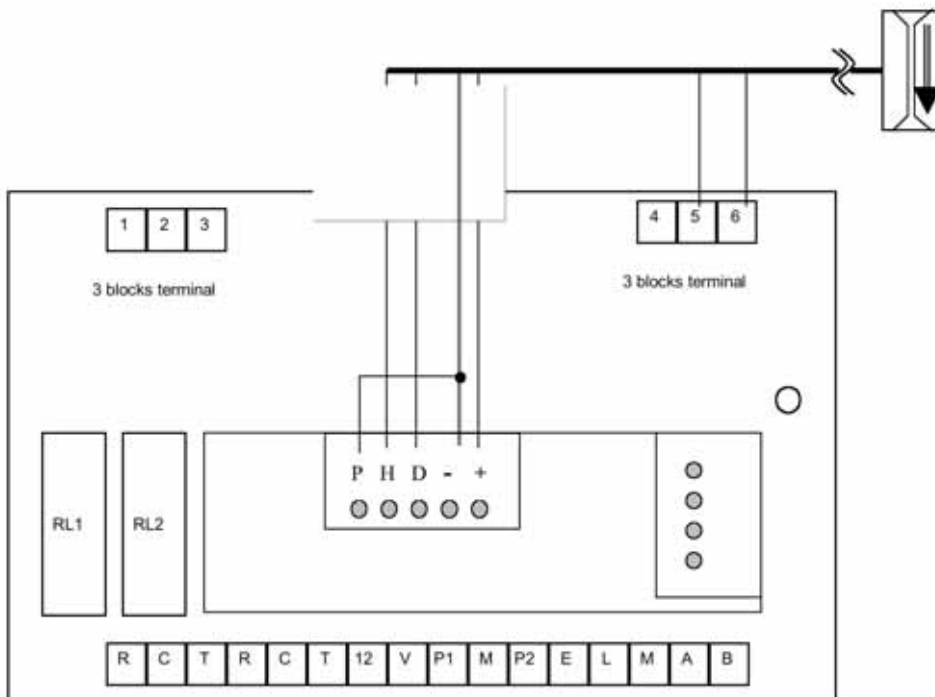 1 2 3
4 5 6
3 blocks terminal
3 blocks terminal
P H D - +
RL1
RL2
R C T R C T 12 V P1 M P2 E L M A B